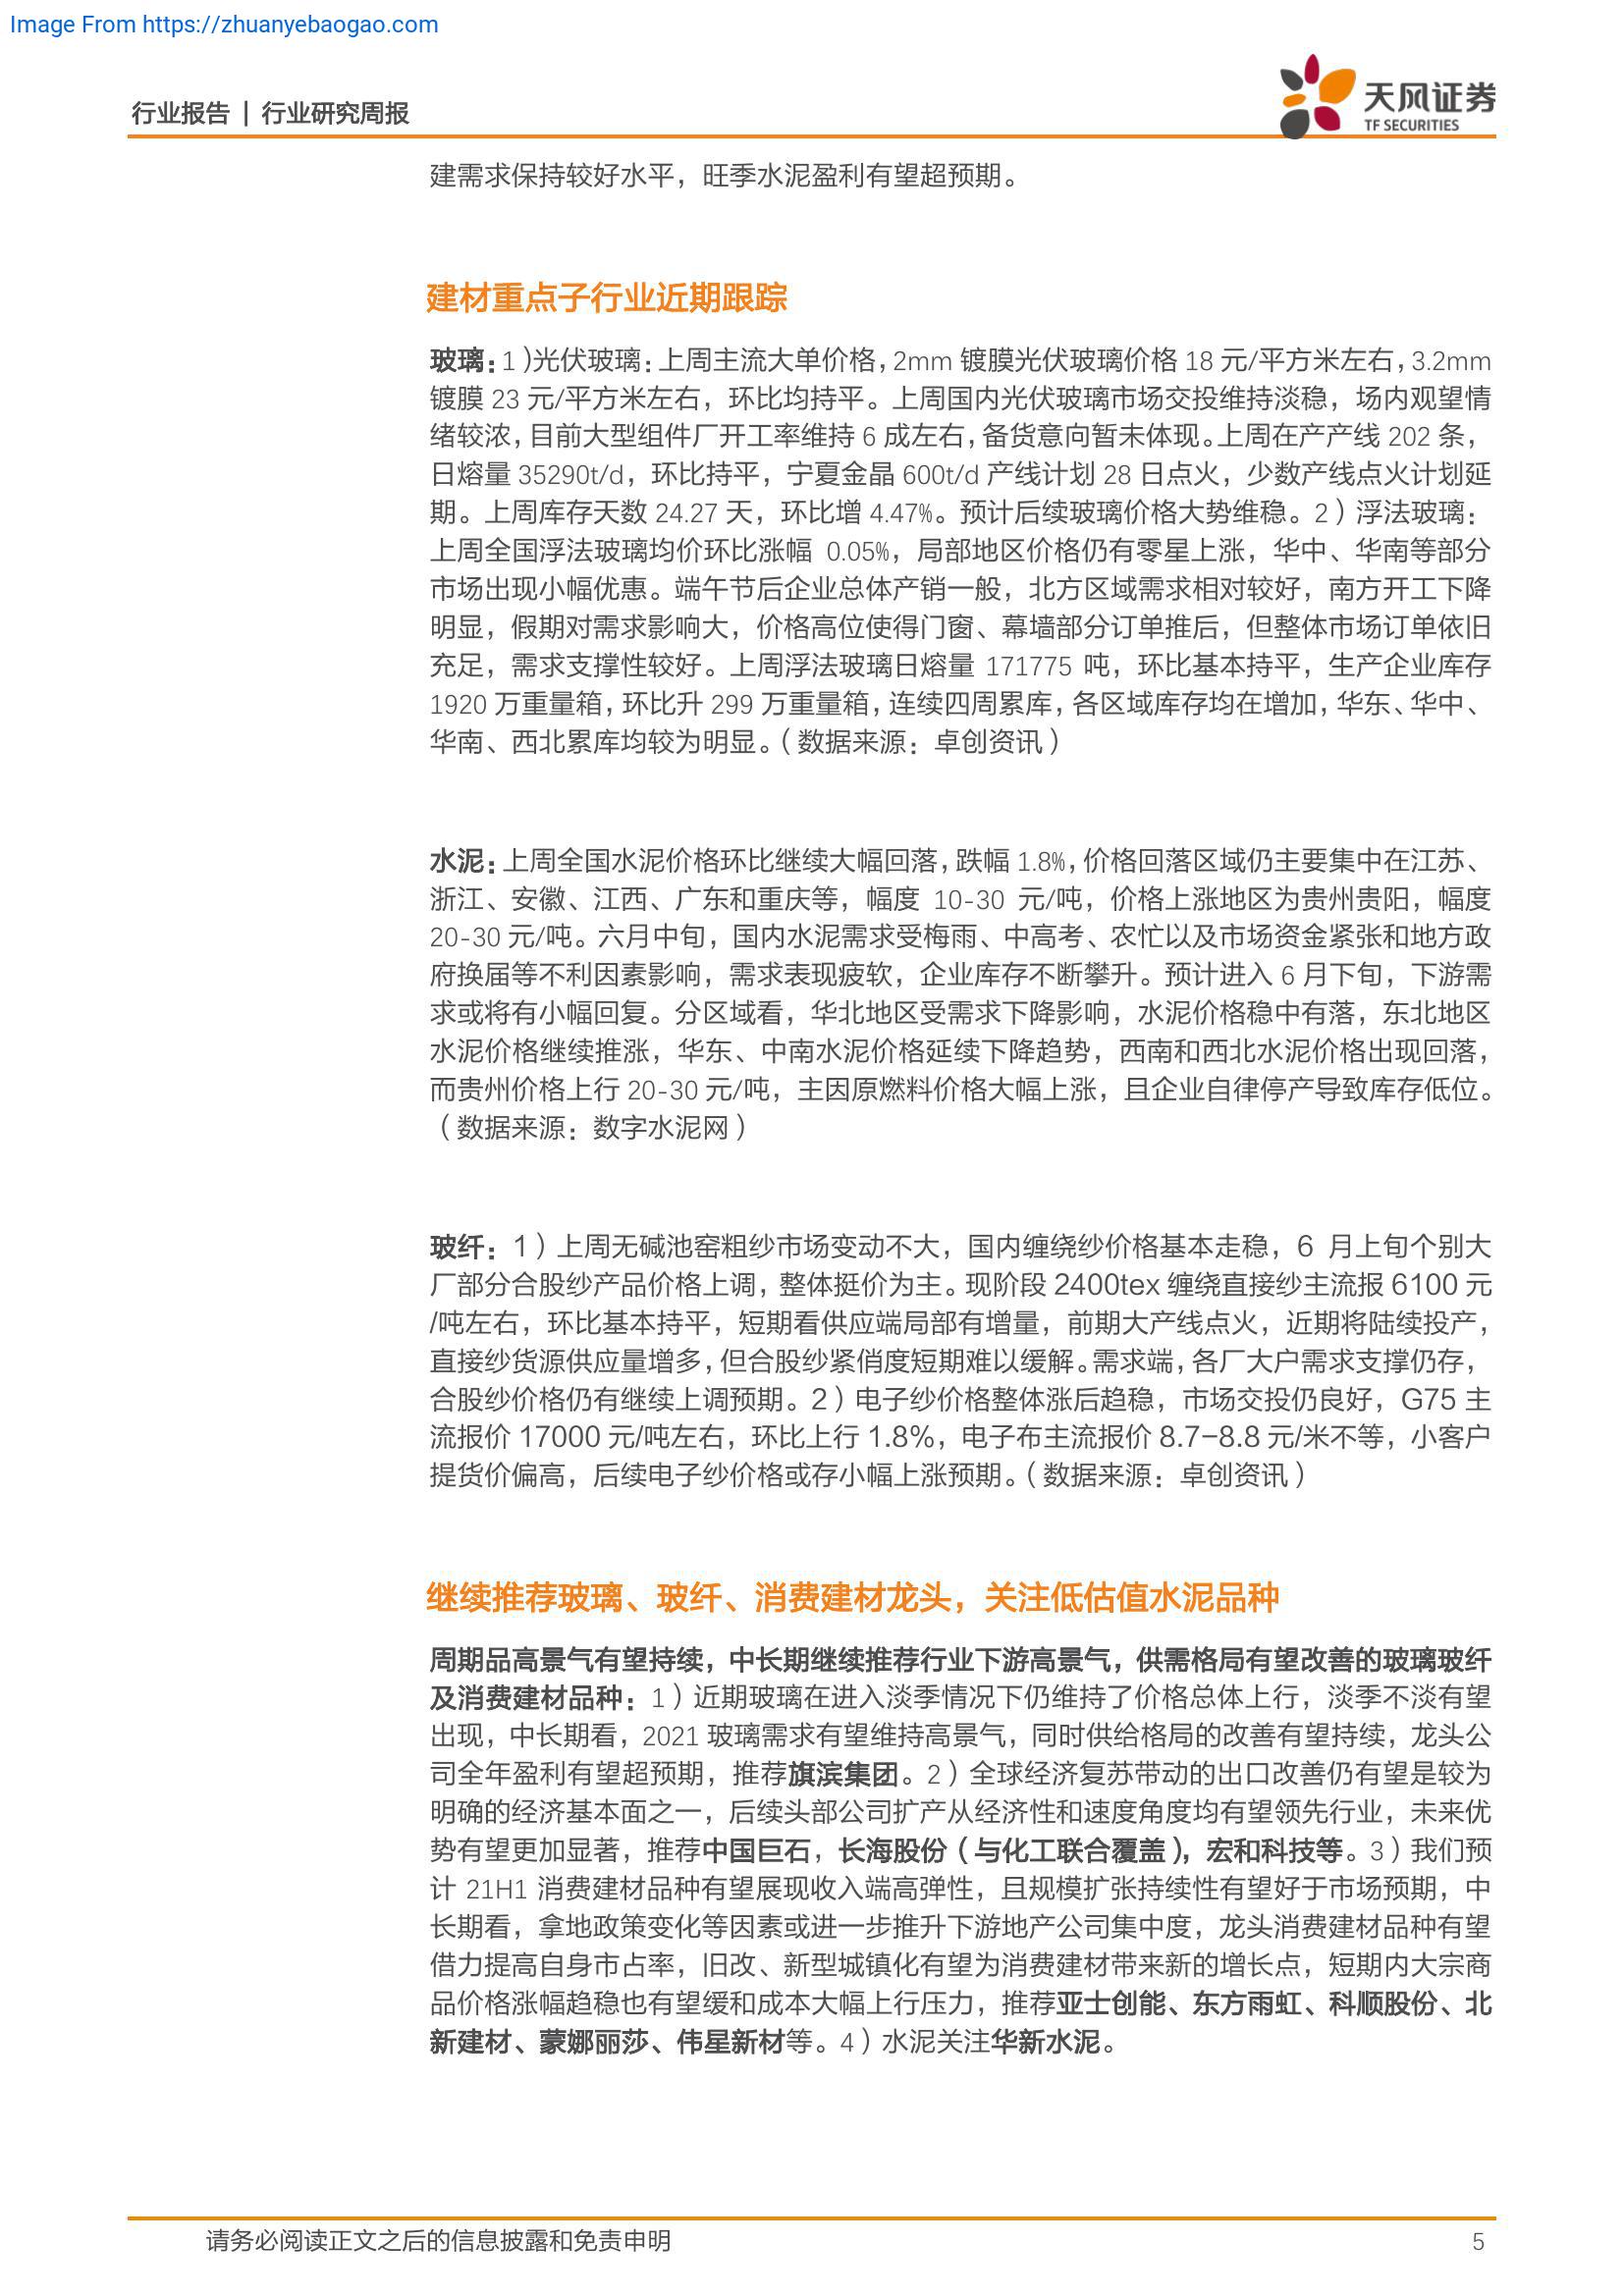 Image From https://zhuanyebaogao.com
行业报告 | 行业研究周报
天风证券
TF SECURITIES
建需求保持较好水平，旺季水泥盈利有望超预期。
建材重点子行业近期跟踪
玻璃：1）光伏玻璃：上周主流大单价格，2mm 镀膜光伏玻璃价格 18 元/平方米左右，3.2mm
镀膜 23 元/平方米左右，环比均持平。上周国内光伏玻璃市场交投维持淡稳，场内观望情
绪较浓，目前大型组件厂开工率维持 6 成左右，备货意向暂未体现。上周在产产线 202 条，
日熔量 35290t/d，环比持平，宁夏金晶 600t/d 产线计划 28 日点火，少数产线点火计划延
期。上周库存天数 24.27 天，环比增 4.47%。预计后续玻璃价格大势维稳。2）浮法玻璃：
上周全国浮法玻璃均价环比涨幅 0.05%，局部地区价格仍有零星上涨，华中、华南等部分
市场出现小幅优惠。端午节后企业总体产销一般，北方区域需求相对较好，南方开工下降
明显，假期对需求影响大，价格高位使得门窗、幕墙部分订单推后，但整体市场订单依旧
充足，需求支撑性较好。上周浮法玻璃日熔量 171775 吨，环比基本持平，生产企业库存
1920 万重量箱，环比升 299 万重量箱，连续四周累库，各区域库存均在增加，华东、华中、
华南、西北累库均较为明显。（数据来源：卓创资讯）
水泥：上周全国水泥价格环比继续大幅回落，跌幅 1.8%，价格回落区域仍主要集中在江苏、
浙江、安徽、江西、广东和重庆等，幅度 10-30 元/吨，价格上涨地区为贵州贵阳，幅度
20-30 元/吨。六月中旬，国内水泥需求受梅雨、中高考、农忙以及市场资金紧张和地方政
府换届等不利因素影响，需求表现疲软，企业库存不断攀升。预计进入 6 月下旬，下游需
求或将有小幅回复。分区域看，华北地区受需求下降影响，水泥价格稳中有落，东北地区
水泥价格继续推涨，华东、中南水泥价格延续下降趋势，西南和西北水泥价格出现回落，
而贵州价格上行 20-30 元/吨，主因原燃料价格大幅上涨，且企业自律停产导致库存低位。
（数据来源：数字水泥网）
玻纤：1）上周无碱池窑粗纱市场变动不大，国内缠绕纱价格基本走稳，6 月上旬个别大
厂部分合股纱产品价格上调，整体挺价为主。现阶段 2400tex 缠绕直接纱主流报 6100 元
/吨左右，环比基本持平，短期看供应端局部有增量，前期大产线点火，近期将陆续投产，
直接纱货源供应量增多，但合股纱紧俏度短期难以缓解。需求端，各厂大户需求支撑仍存，
合股纱价格仍有继续上调预期。2）电子纱价格整体涨后趋稳，市场交投仍良好，G75 主
流报价 17000 元/吨左右，环比上行 1.8%，电子布主流报价 8.7-8.8 元/米不等，小客户
提货价偏高，后续电子纱价格或存小幅上涨预期。（数据来源：卓创资讯）
继续推荐玻璃、玻纤、消费建材龙头，关注低估值水泥品种
周期品高景气有望持续，中长期继续推荐行业下游高景气，供需格局有望改善的玻璃玻纤
及消费建材品种：1）近期玻璃在进入淡季情况下仍维持了价格总体上行，淡季不淡有望
出现，中长期看，2021 玻璃需求有望维持高景气，同时供给格局的改善有望持续，龙头公
司全年盈利有望超预期，推荐旗滨集团。2）全球经济复苏带动的出口改善仍有望是较为
明确的经济基本面之一，后续头部公司扩产从经济性和速度角度均有望领先行业，未来优
势有望更加显著，推荐中国巨石，长海股份（与化工联合覆盖），宏和科技等。3）我们预
计 21H1 消费建材品种有望展现收入端高弹性，且规模扩张持续性有望好于市场预期，中
长期看，拿地政策变化等因素或进一步推升下游地产公司集中度，龙头消费建材品种有望
借力提高自身市占率，旧改、新型城镇化有望为消费建材带来新的增长点，短期内大宗商
品价格涨幅趋稳也有望缓和成本大幅上行压力，推荐亚士创能、东方雨虹、科顺股份、北
新建材、蒙娜丽莎、伟星新材等。4）水泥关注华新水泥。
请务必阅读正文之后的信息披露和免责申明
5